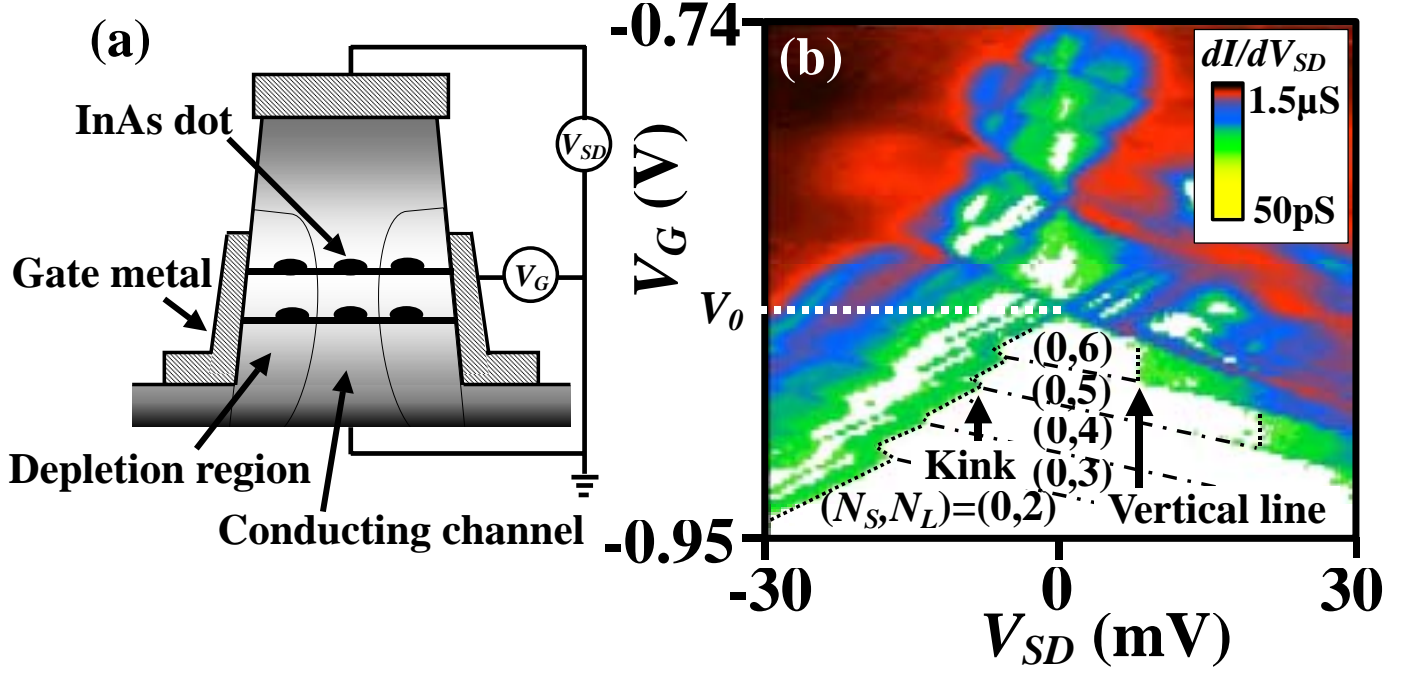 (a)
InAs dot
V_SD
Gate metal
V_G
Depletion region
Conducting channel
-0.74
(b)
dI/dV_SD
1.5μS
50pS
V_G (V)
V_0
(0,6)
(0,5)
(0,4)
Kink
(0,3)
(N_S,N_L)=(0,2)
Vertical line
-0.95
-30
0
30
V_SD (mV)